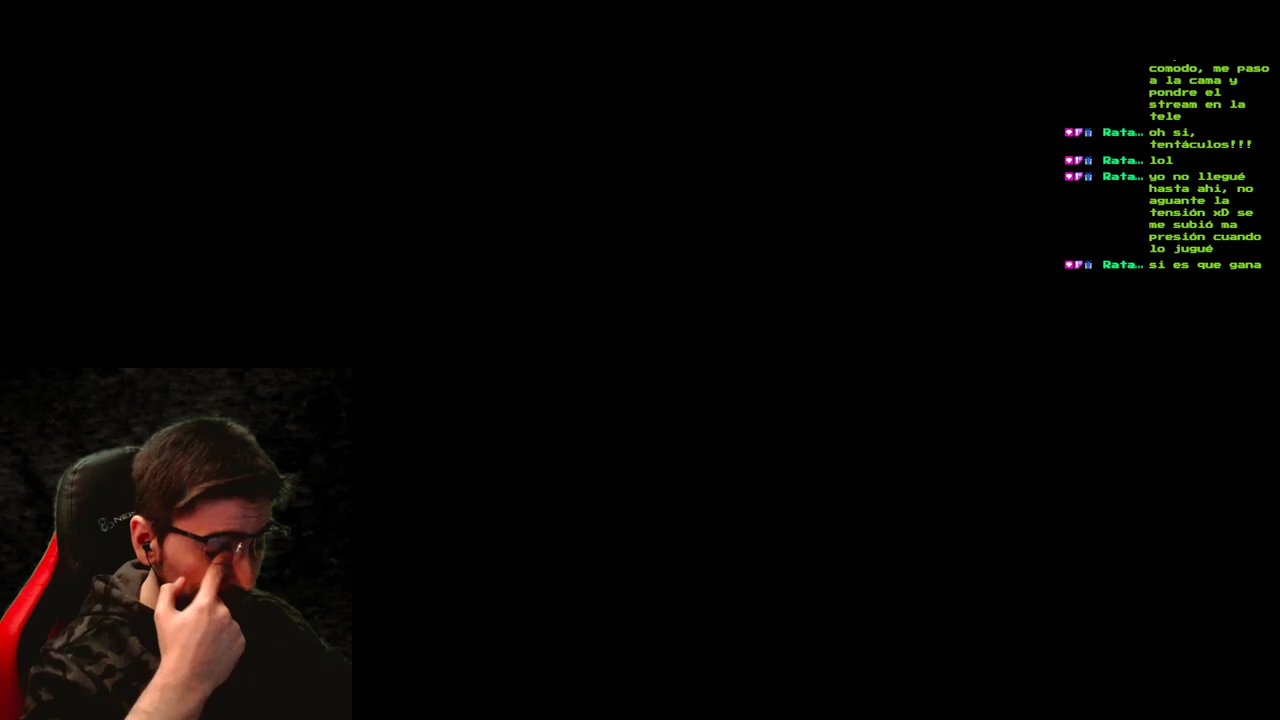 comodo, me paso
a la cama y
pondre el
stream en la
tele
Rata… oh si,
tentáculos!!!
Rata… lol
Rata… yo no llegué
hasta ahi, no
aguante la
tensión xD se
me subió ma
presión cuando
lo jugué
Rata… si es que gana